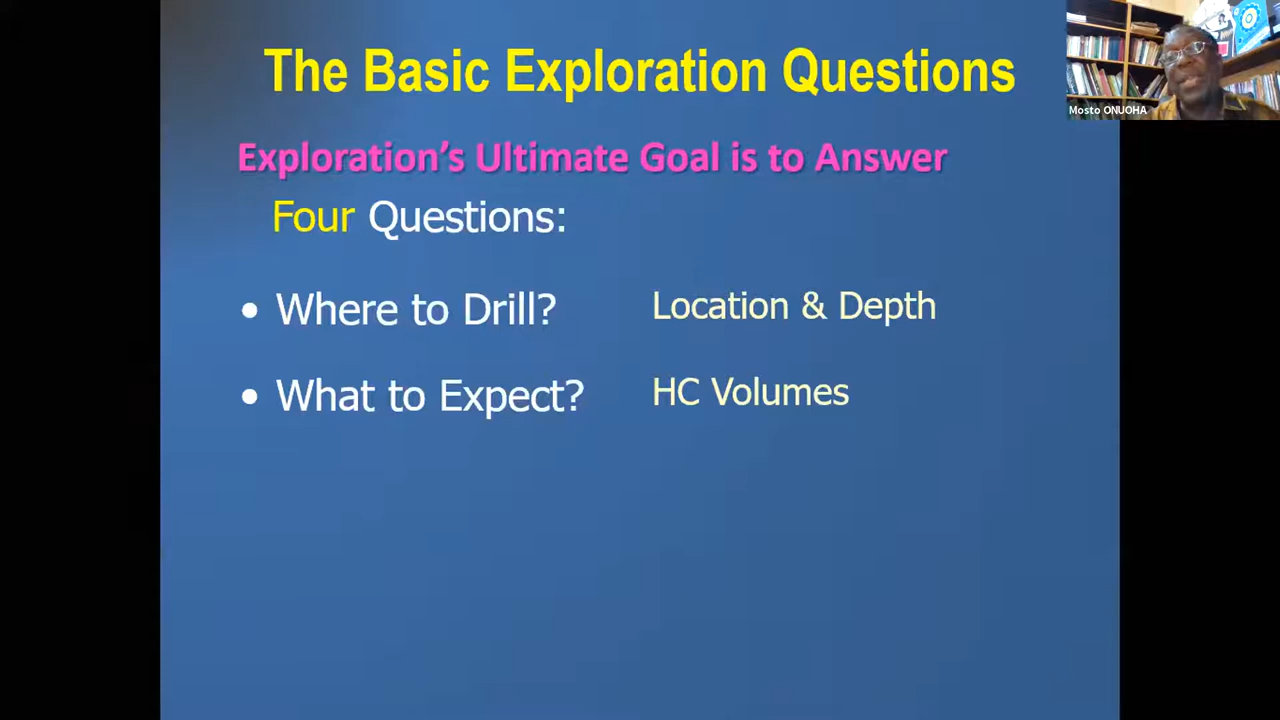 The Basic Exploration Questions
Mosto ONUOHA
Exploration's Ultimate Goal is to Answer
Four Questions:
• Where to Drill? Location & Depth
• What to Expect? HC Volumes